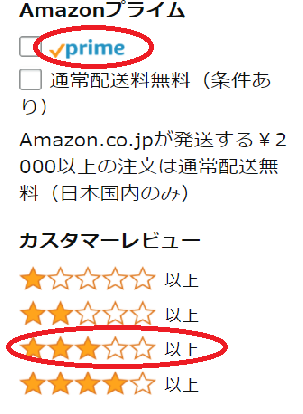 Amazonプライム
prime
通常配送料無料（条件あ
り）
Amazon.co.jpが発送する￥2
000以上の注文は通常配送無
料（日本国内のみ）
カスタマーレビュー
以上
以上
以上
以上